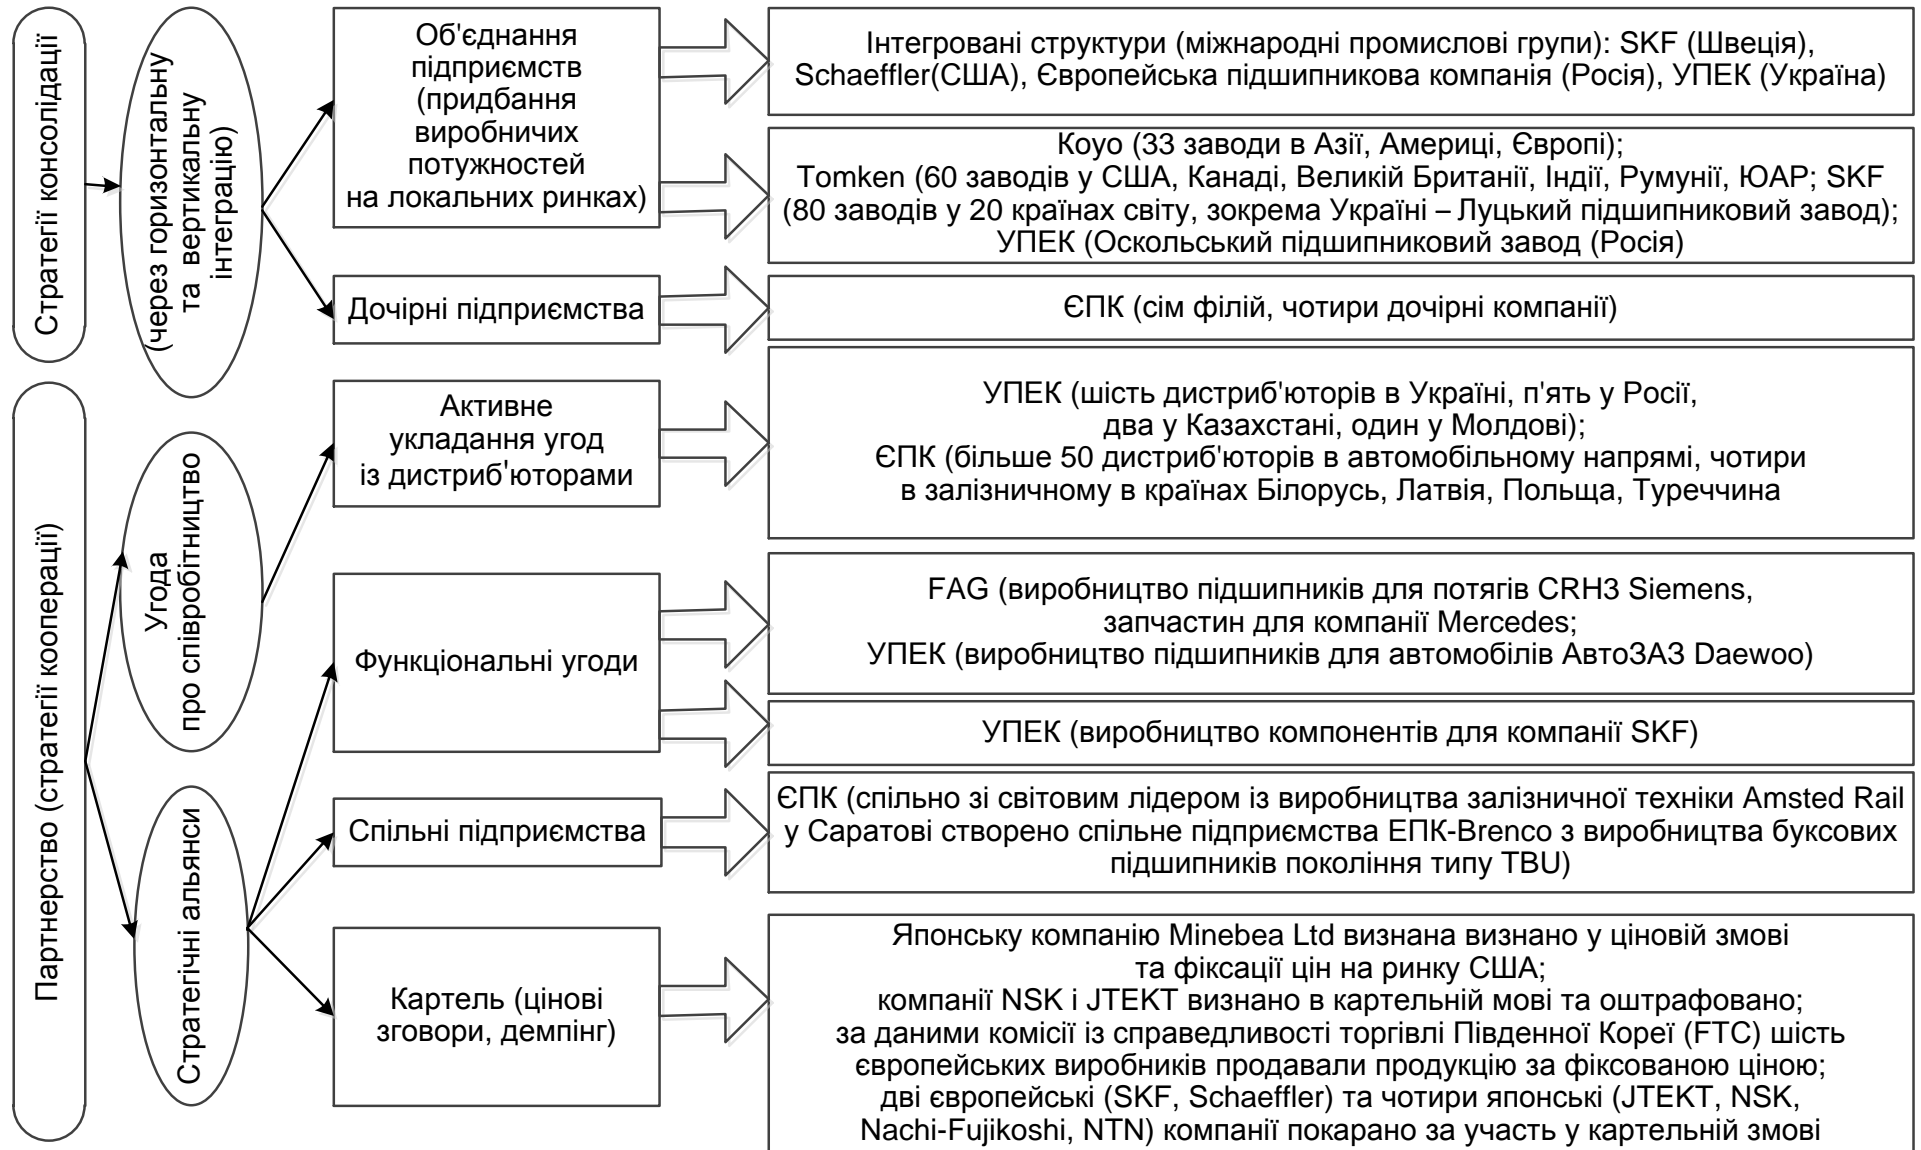 Стратегії консолідації
(через горизонтальну
та вертикальну
інтеграцію)
Об'єднання
підприємств
(придбання
виробничих
потужностей
на локальних ринках)
Інтегровані структури (міжнародні промислові групи): SKF (Швеція),
Schaeffler(США), Європейська підшипникова компанія (Росія), УПЕК (Україна)
Коуо (33 заводи в Азії, Америці, Європі);
Tomken (60 заводів у США, Канаді, Великій Британії, Індії, Румунії, ЮАР; SKF
(80 заводів у 20 країнах світу, зокрема Україні – Луцький підшипниковий завод);
УПЕК (Оскольський підшипниковий завод (Росія)
Дочірні підприємства
ЄПК (сім філій, чотири дочірні компанії)
Партнерство (стратегії кооперації)
Угода
про співробітництво
Активне
укладання угод
із дистриб'юторами
УПЕК (шість дистриб'юторів в Україні, п'ять у Росії,
два у Казахстані, один у Молдові);
ЄПК (більше 50 дистриб'юторів в автомобільному напрямі, чотири
в залізничному в країнах Білорусь, Латвія, Польща, Туреччина
Стратегічні альянси
Функціональні угоди
FAG (виробництво підшипників для потягів CRH3 Siemens,
запчастин для компанії Mercedes;
УПЕК (виробництво підшипників для автомобілів АвтоЗАЗ Daewoo)
УПЕК (виробництво компонентів для компанії SKF)
Спільні підприємства
ЄПК (спільно зі світовим лідером із виробництва залізничної техніки Amsted Rail
у Саратові створено спільне підприємства ЕПК-Brenco з виробництва буксових
підшипників покоління типу TBU)
Картель (цінові
зговори, демпінг)
Японську компанію Minebea Ltd визнана визнано у ціновій змові
та фіксації цін на ринку США;
компанії NSK і JTEKT визнано в картельній мові та оштрафовано;
за даними комісії із справедливості торгівлі Південної Кореї (FTC) шість
європейських виробників продавали продукцію за фіксованою ціною;
дві європейські (SKF, Schaeffler) та чотири японські (JTEKT, NSK,
Nachi-Fujikoshi, NTN) компанії покарано за участь у картельній змові